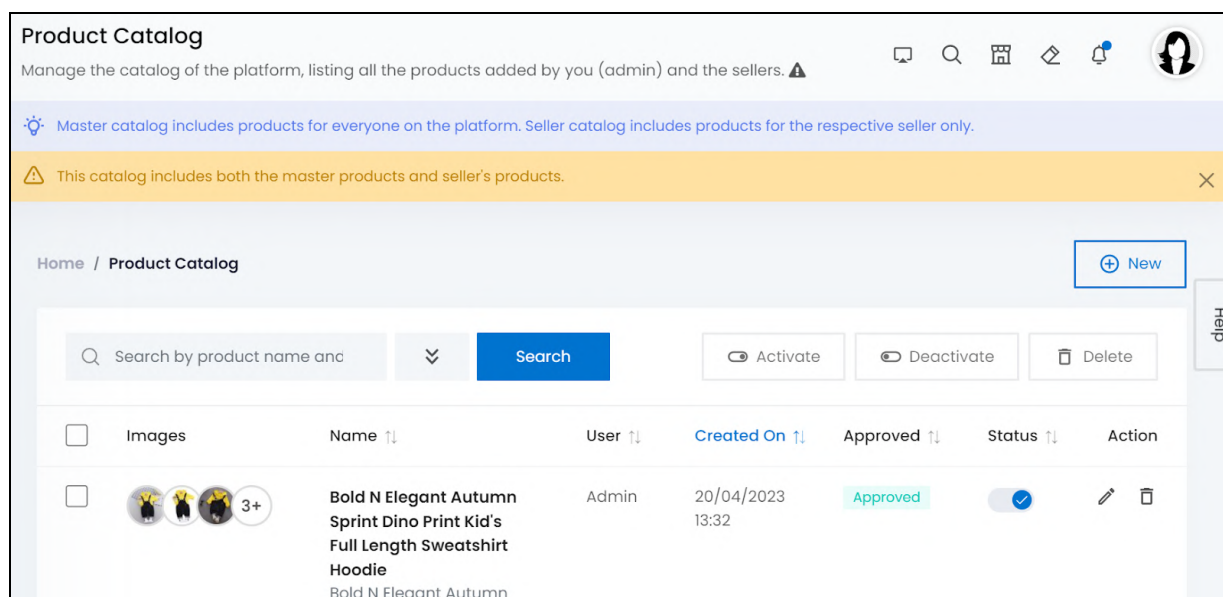 Product Catalog
Manage the catalog of the platform, listing all the products added by you (admin) and the sellers.
Master catalog includes products for everyone on the platform. Seller catalog includes products for the respective seller only.
This catalog includes both the master products and seller's products.
Home / Product Catalog
New
Help
Search by product name and
Search
Activate
Deactivate
Delete
Images Name User Created On Approved Status Action
3+
Bold N Elegant Autumn
Sprint Dino Print Kid's
Full Length Sweatshirt
Hoodie
Bold N Elegant Autumn
Admin
20/04/2023
13:32
Approved